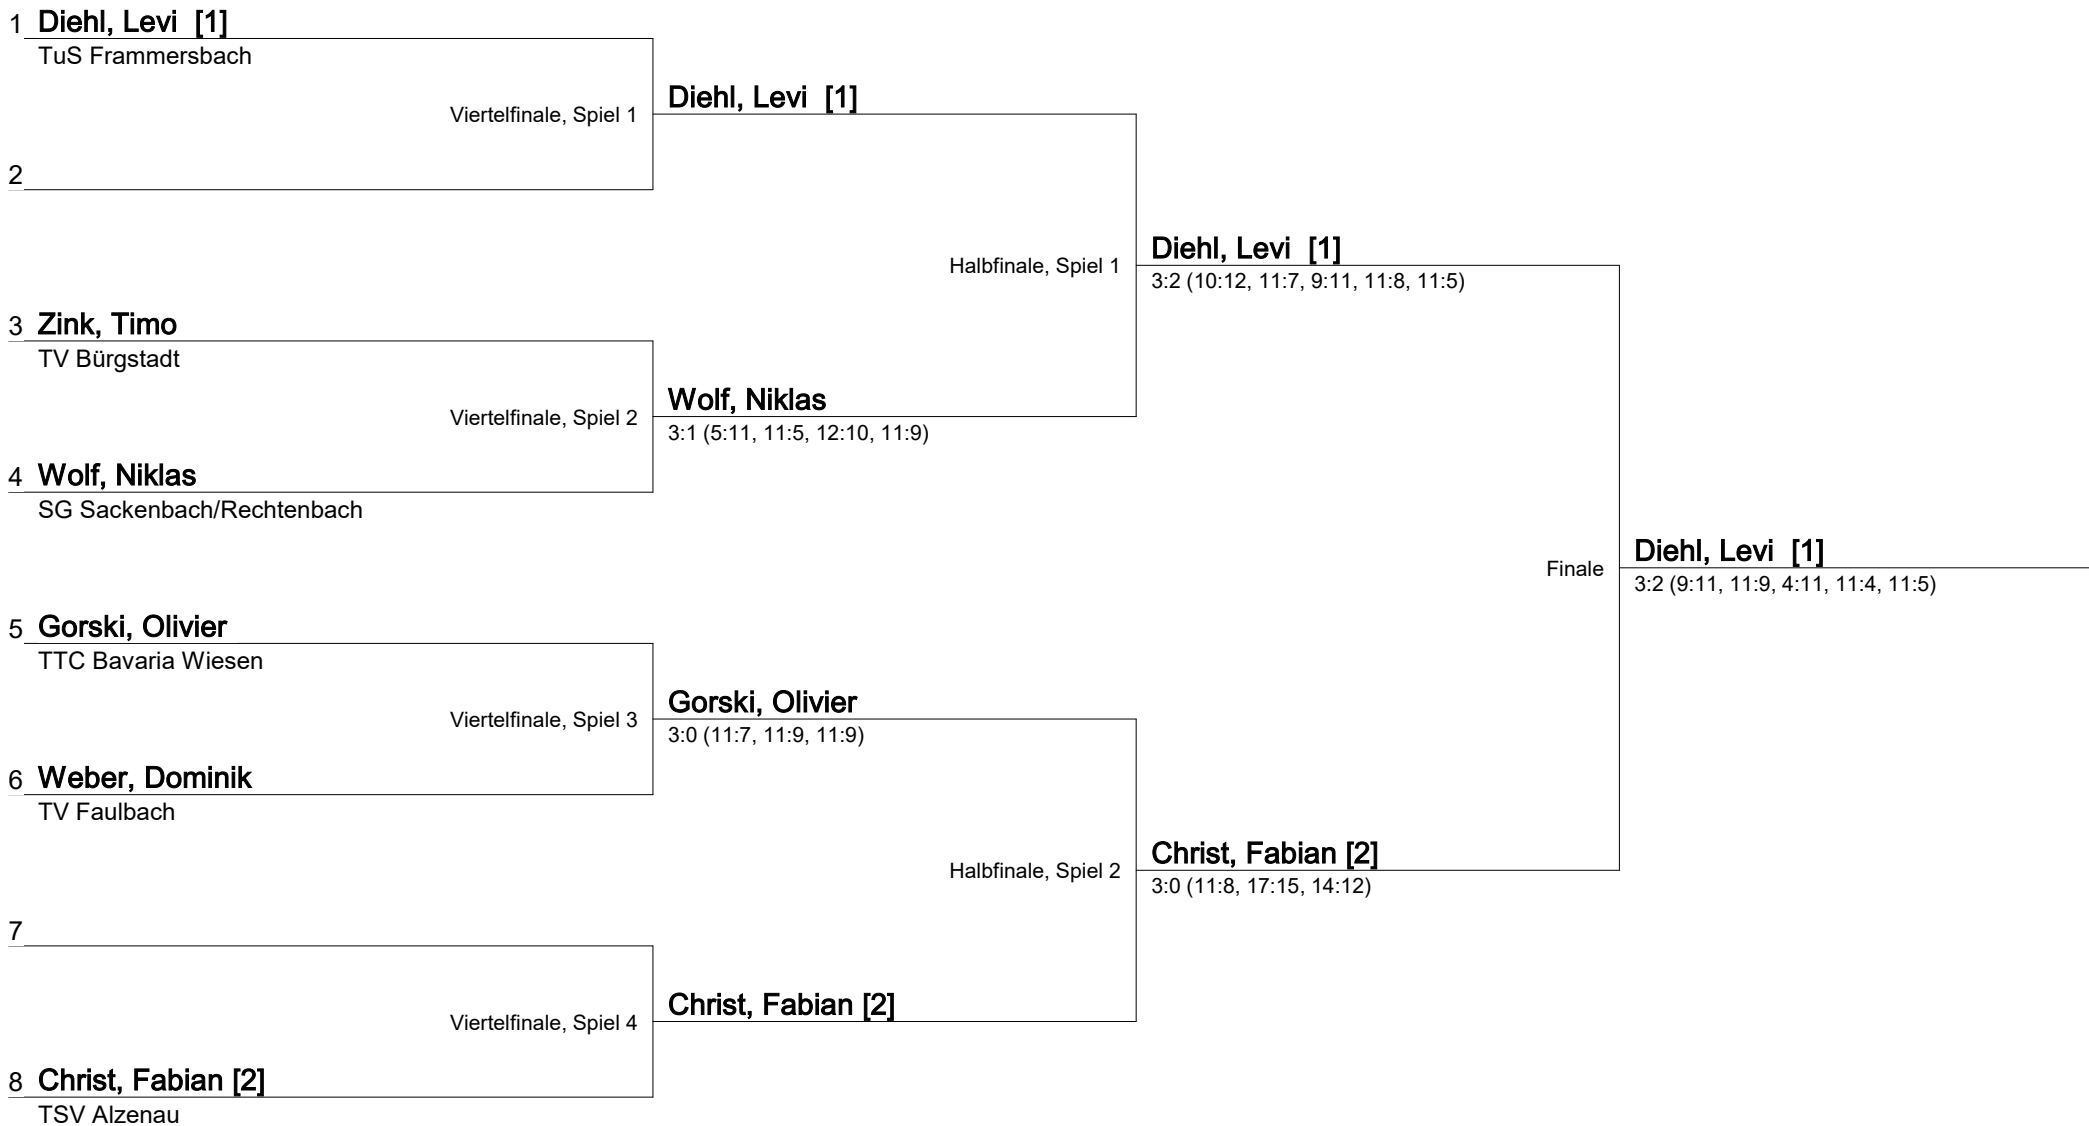 1 Diehl, Levi [1]
TuS Frammersbach
Viertelfinale, Spiel 1
Diehl, Levi [1]
2
Halbfinale, Spiel 1
Diehl, Levi [1]
3:2 (10:12, 11:7, 9:11, 11:8, 11:5)
3 Zink, Timo
TV Bürgstadt
Viertelfinale, Spiel 2
Wolf, Niklas
3:1 (5:11, 11:5, 12:10, 11:9)
4 Wolf, Niklas
SG Sackenbach/Rechtenbach
Finale
Diehl, Levi [1]
3:2 (9:11, 11:9, 4:11, 11:4, 11:5)
5 Gorski, Olivier
TTC Bavaria Wiesen
Viertelfinale, Spiel 3
Gorski, Olivier
3:0 (11:7, 11:9, 11:9)
6 Weber, Dominik
TV Faulbach
Halbfinale, Spiel 2
Christ, Fabian [2]
3:0 (11:8, 17:15, 14:12)
7
Viertelfinale, Spiel 4
Christ, Fabian [2]
8 Christ, Fabian [2]
TSV Alzenau